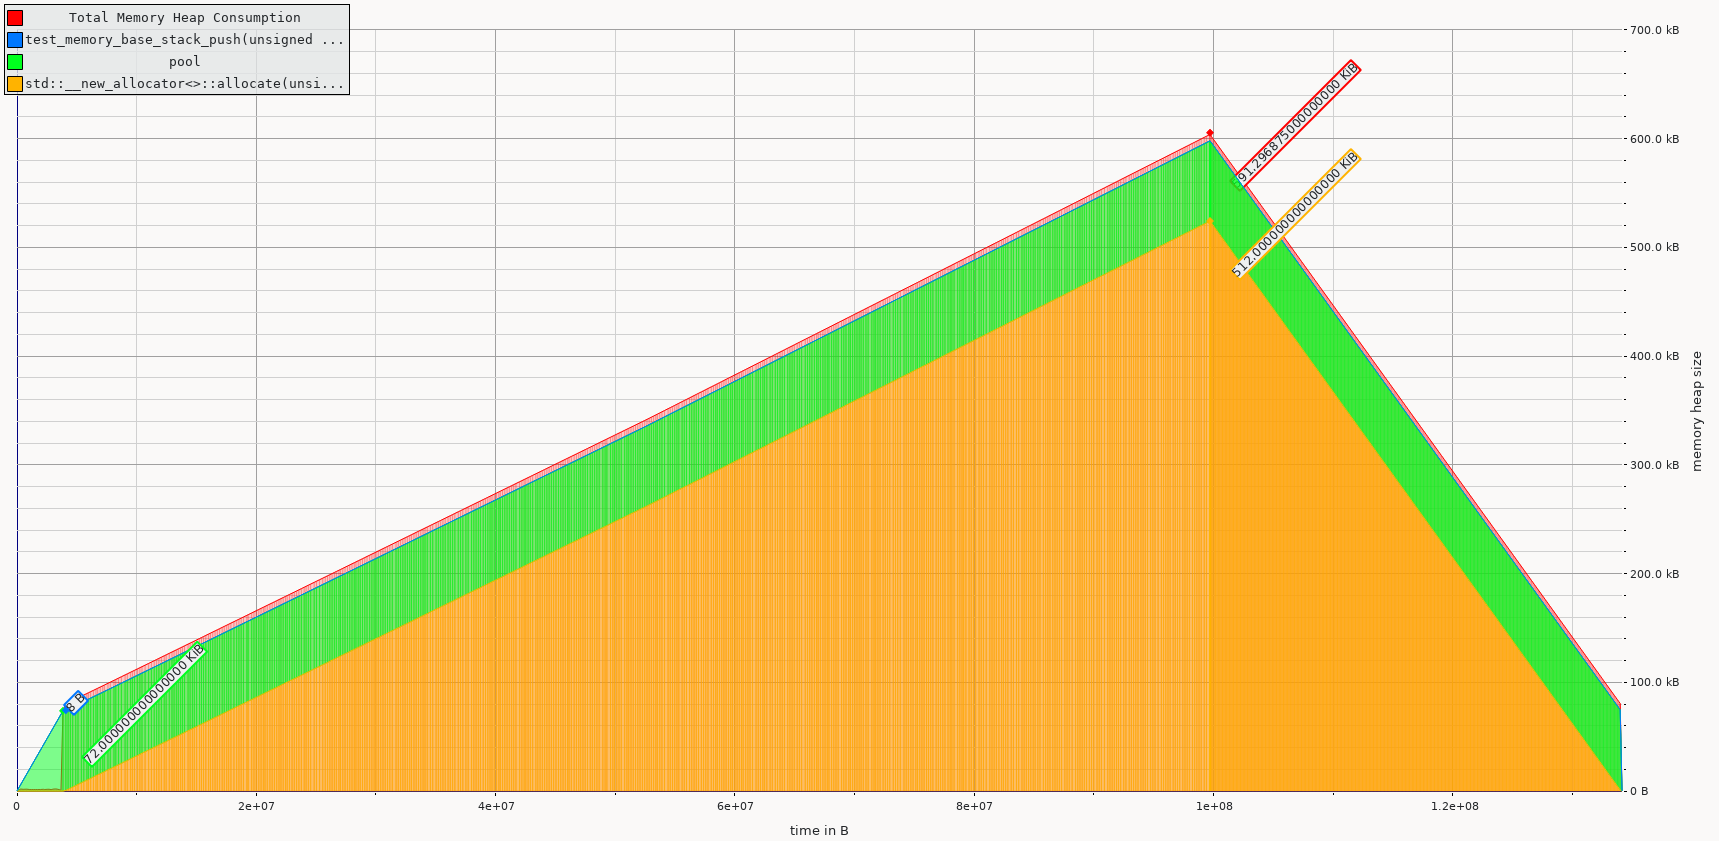 Total Memory Heap Consumption
test_memory_base_stack_push(unsigned ...
pool
std::__new_allocator<>::allocate(unsi...
700.0 kB
600.0 kB
500.0 kB
400.0 kB
300.0 kB
200.0 kB
100.0 kB
0 B
memory heap size
91.2968750000000000 KiB
512.0000000000000000 KiB
72.0000000000000000 KiB
8 B
0
2e+07
4e+07
6e+07
8e+07
1e+08
1.2e+08
time in B